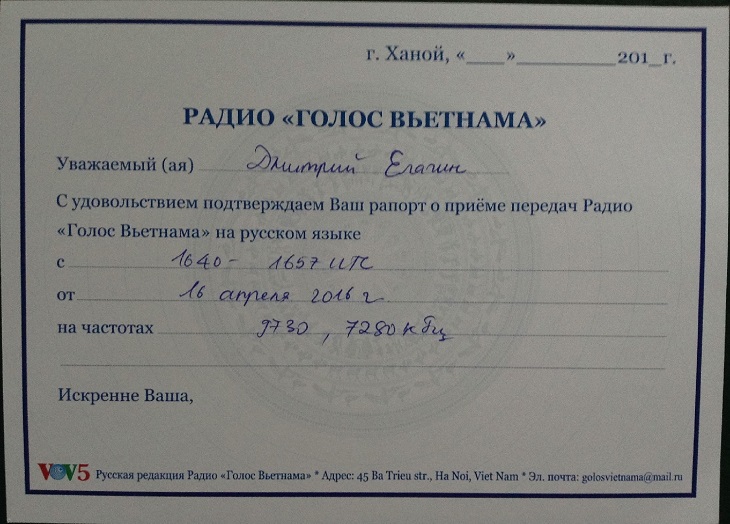 г. Ханой, «____»__________201_г.
РАДИО «ГОЛОС ВЬЕТНАМА»
Уважаемый (ая) Дмитрий Елагин
С удовольствием подтверждаем Ваш рапорт о приёме передач Радио
«Голос Вьетнама» на русском языке
с 1640 - 1657 UTC
от 16 апреля 2016 г.
на частотах 9730, 7280 кбц
Искренне Ваша,
VOV5 Русская редакция Радио «Голос Вьетнама» * Адрес: 45 Ba Trieu str., Ha Noi, Viet Nam * Эл. почта: golosvietnama@mail.ru